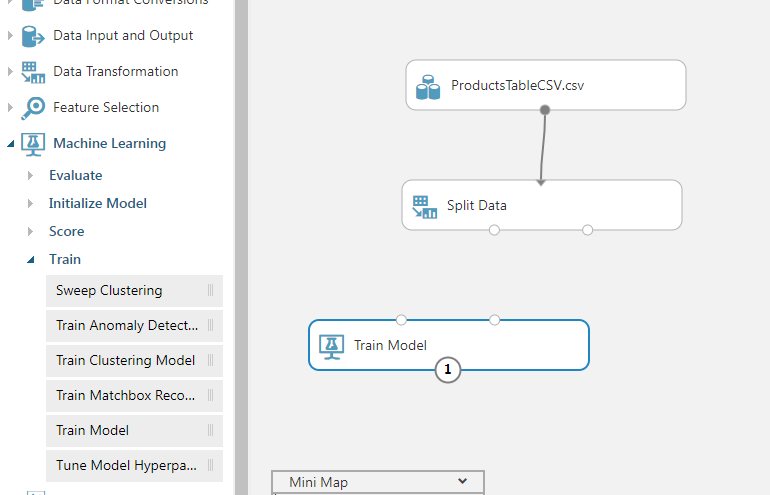 Data Format Conversions
Data Input and Output
Data Transformation
Feature Selection
Machine Learning
Evaluate
Initialize Model
Score
Train
Sweep Clustering
Train Anomaly Detect...
Train Clustering Model
Train Matchbox Reco...
Train Model
Tune Model Hyperpa...
ProductsTableCSV.csv
Split Data
Train Model
1
Mini Map